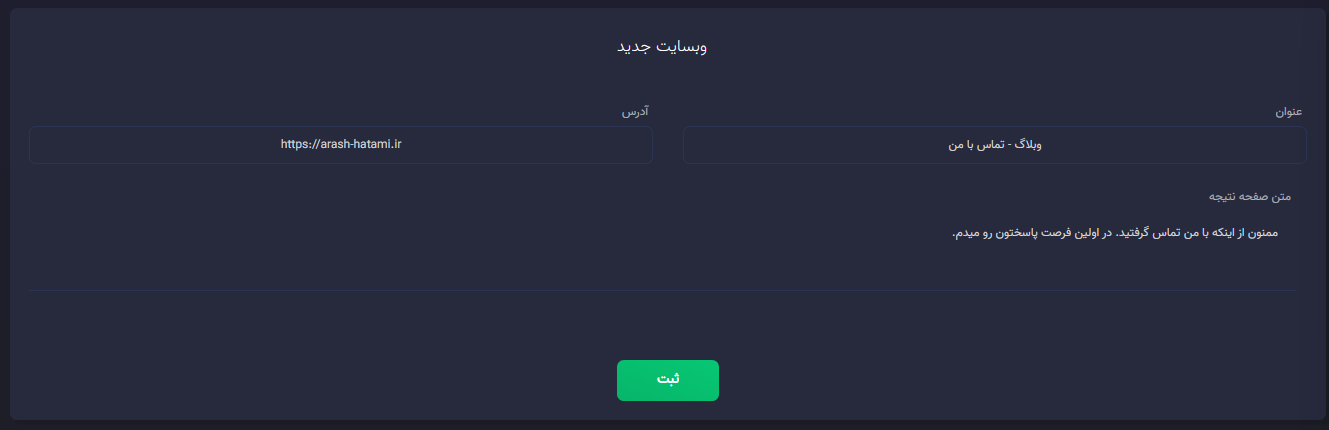 وبسایت جدید
عنوان
آدرس
وبلاگ - تماس با من
https://arash-hatami.ir
متن صفحه نتیجه
ممنون از اینکه با من تماس گرفتید. در اولین فرصت پاسختون رو میدم.
ثبت